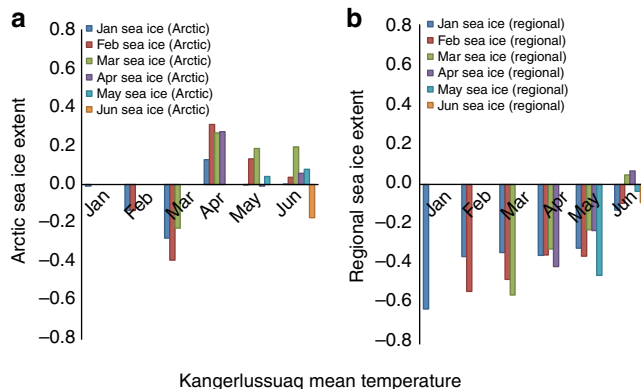 a
Jan sea ice (Arctic)
Feb sea ice (Arctic)
Mar sea ice (Arctic)
Apr sea ice (Arctic)
May sea ice (Arctic)
Jun sea ice (Arctic)
Arctic sea ice extent
0.8
0.6
0.4
0.2
0.0
–0.2
–0.4
–0.6
–0.8
Jan
Feb
Mar
Apr
May
Jun
b
Jan sea ice (regional)
Feb sea ice (regional)
Mar sea ice (regional)
Apr sea ice (regional)
May sea ice (regional)
Jun sea ice (regional)
Regional sea ice extent
0.8
0.6
0.4
0.2
0.0
–0.2
–0.4
–0.6
–0.8
Jan
Feb
Mar
Apr
May
Jun
Kangerlussuaq mean temperature